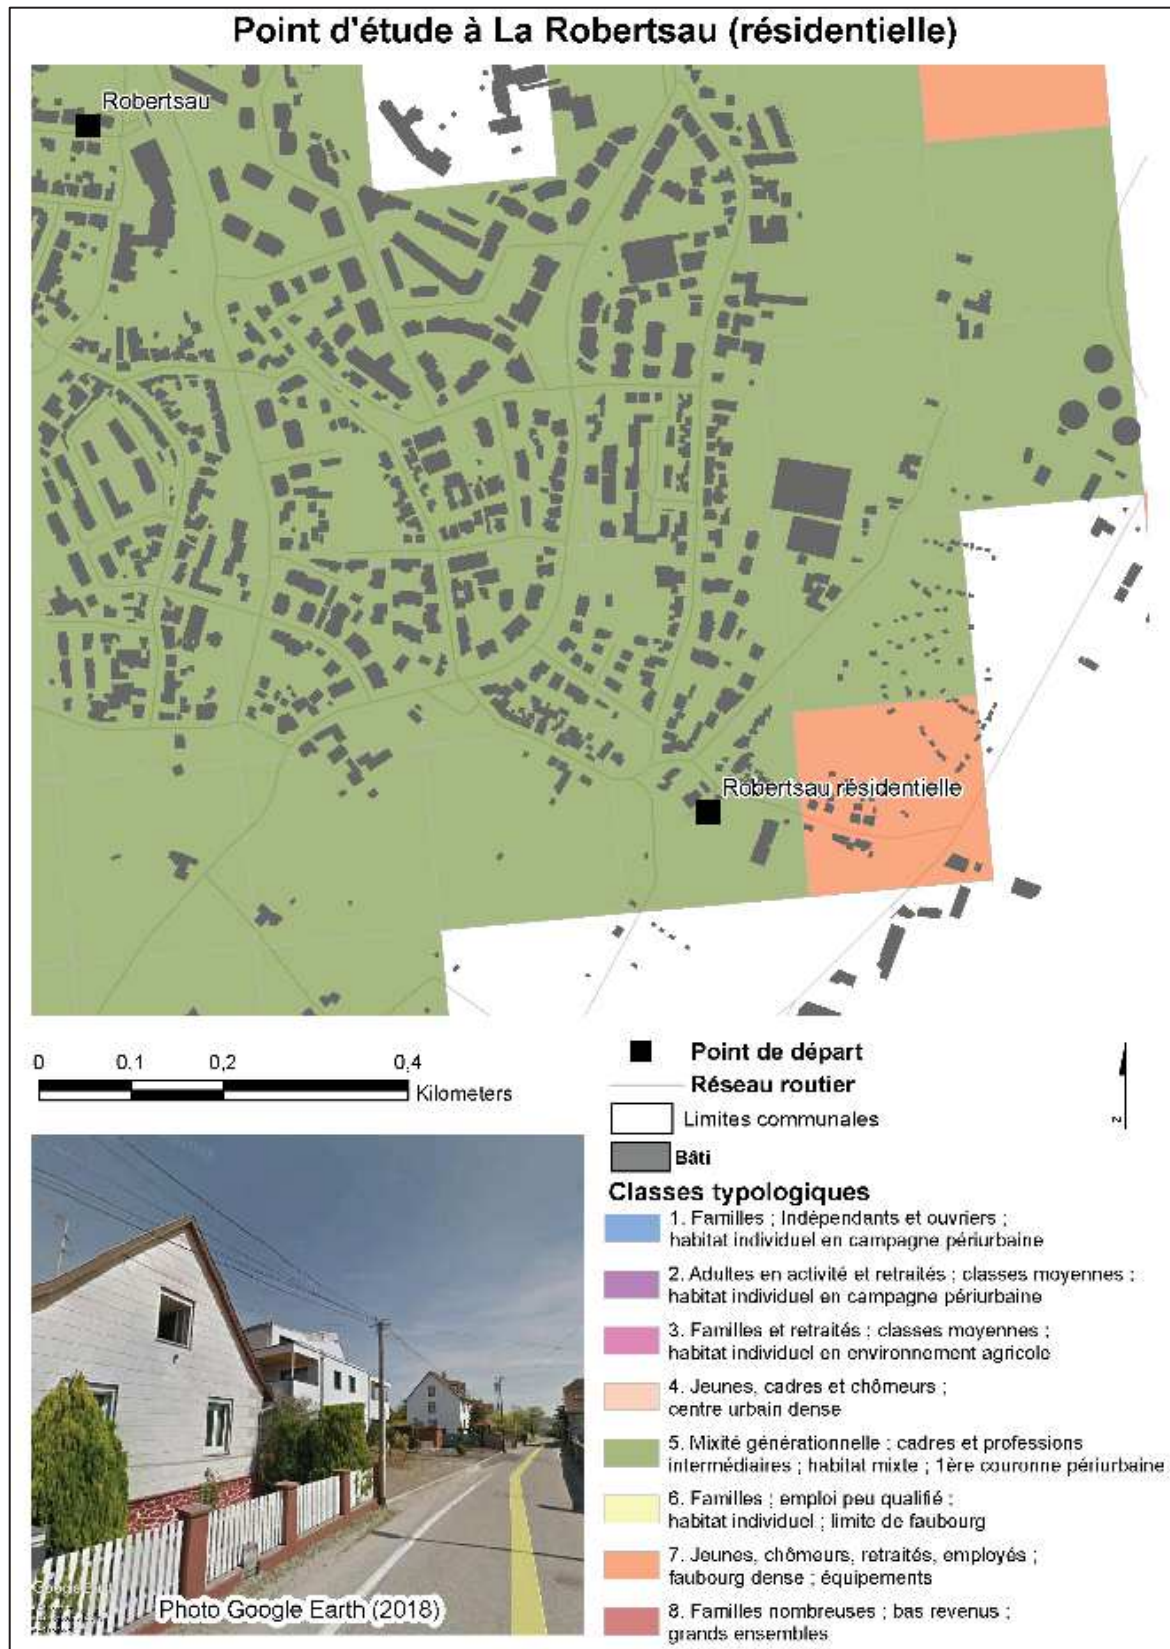 Point d'étude à La Robertsau (résidentielle)
Robertsau
Robertsau résidentielle
0 0,1 0,2 0,4
Kilometers
Point de départ
Réseau routier
Limites communales
Bâti
Classes typologiques
1. Familles ; Indépendants et ouvriers ;
habitat individuel en campagne périurbaine
2. Adultes en activité et retraités ; classes moyennes ;
habitat individuel en campagne périurbaine
3. Familles et retraités ; classes moyennes ;
habitat individuel en environnement agricole
4. Jeunes, cadres et chômeurs ;
centre urbain dense
5. Mixité générationnelle ; cadres et professions
intermédiaires ; habitat mixte ; 1ère couronne périurbaine
6. Familles ; emploi peu qualifié ;
habitat individuel ; limite de faubourg
7. Jeunes, chômeurs, retraités, employés ;
faubourg dense ; équipements
8. Familles nombreuses ; bas revenus ;
grands ensembles
Photo Google Earth (2018)